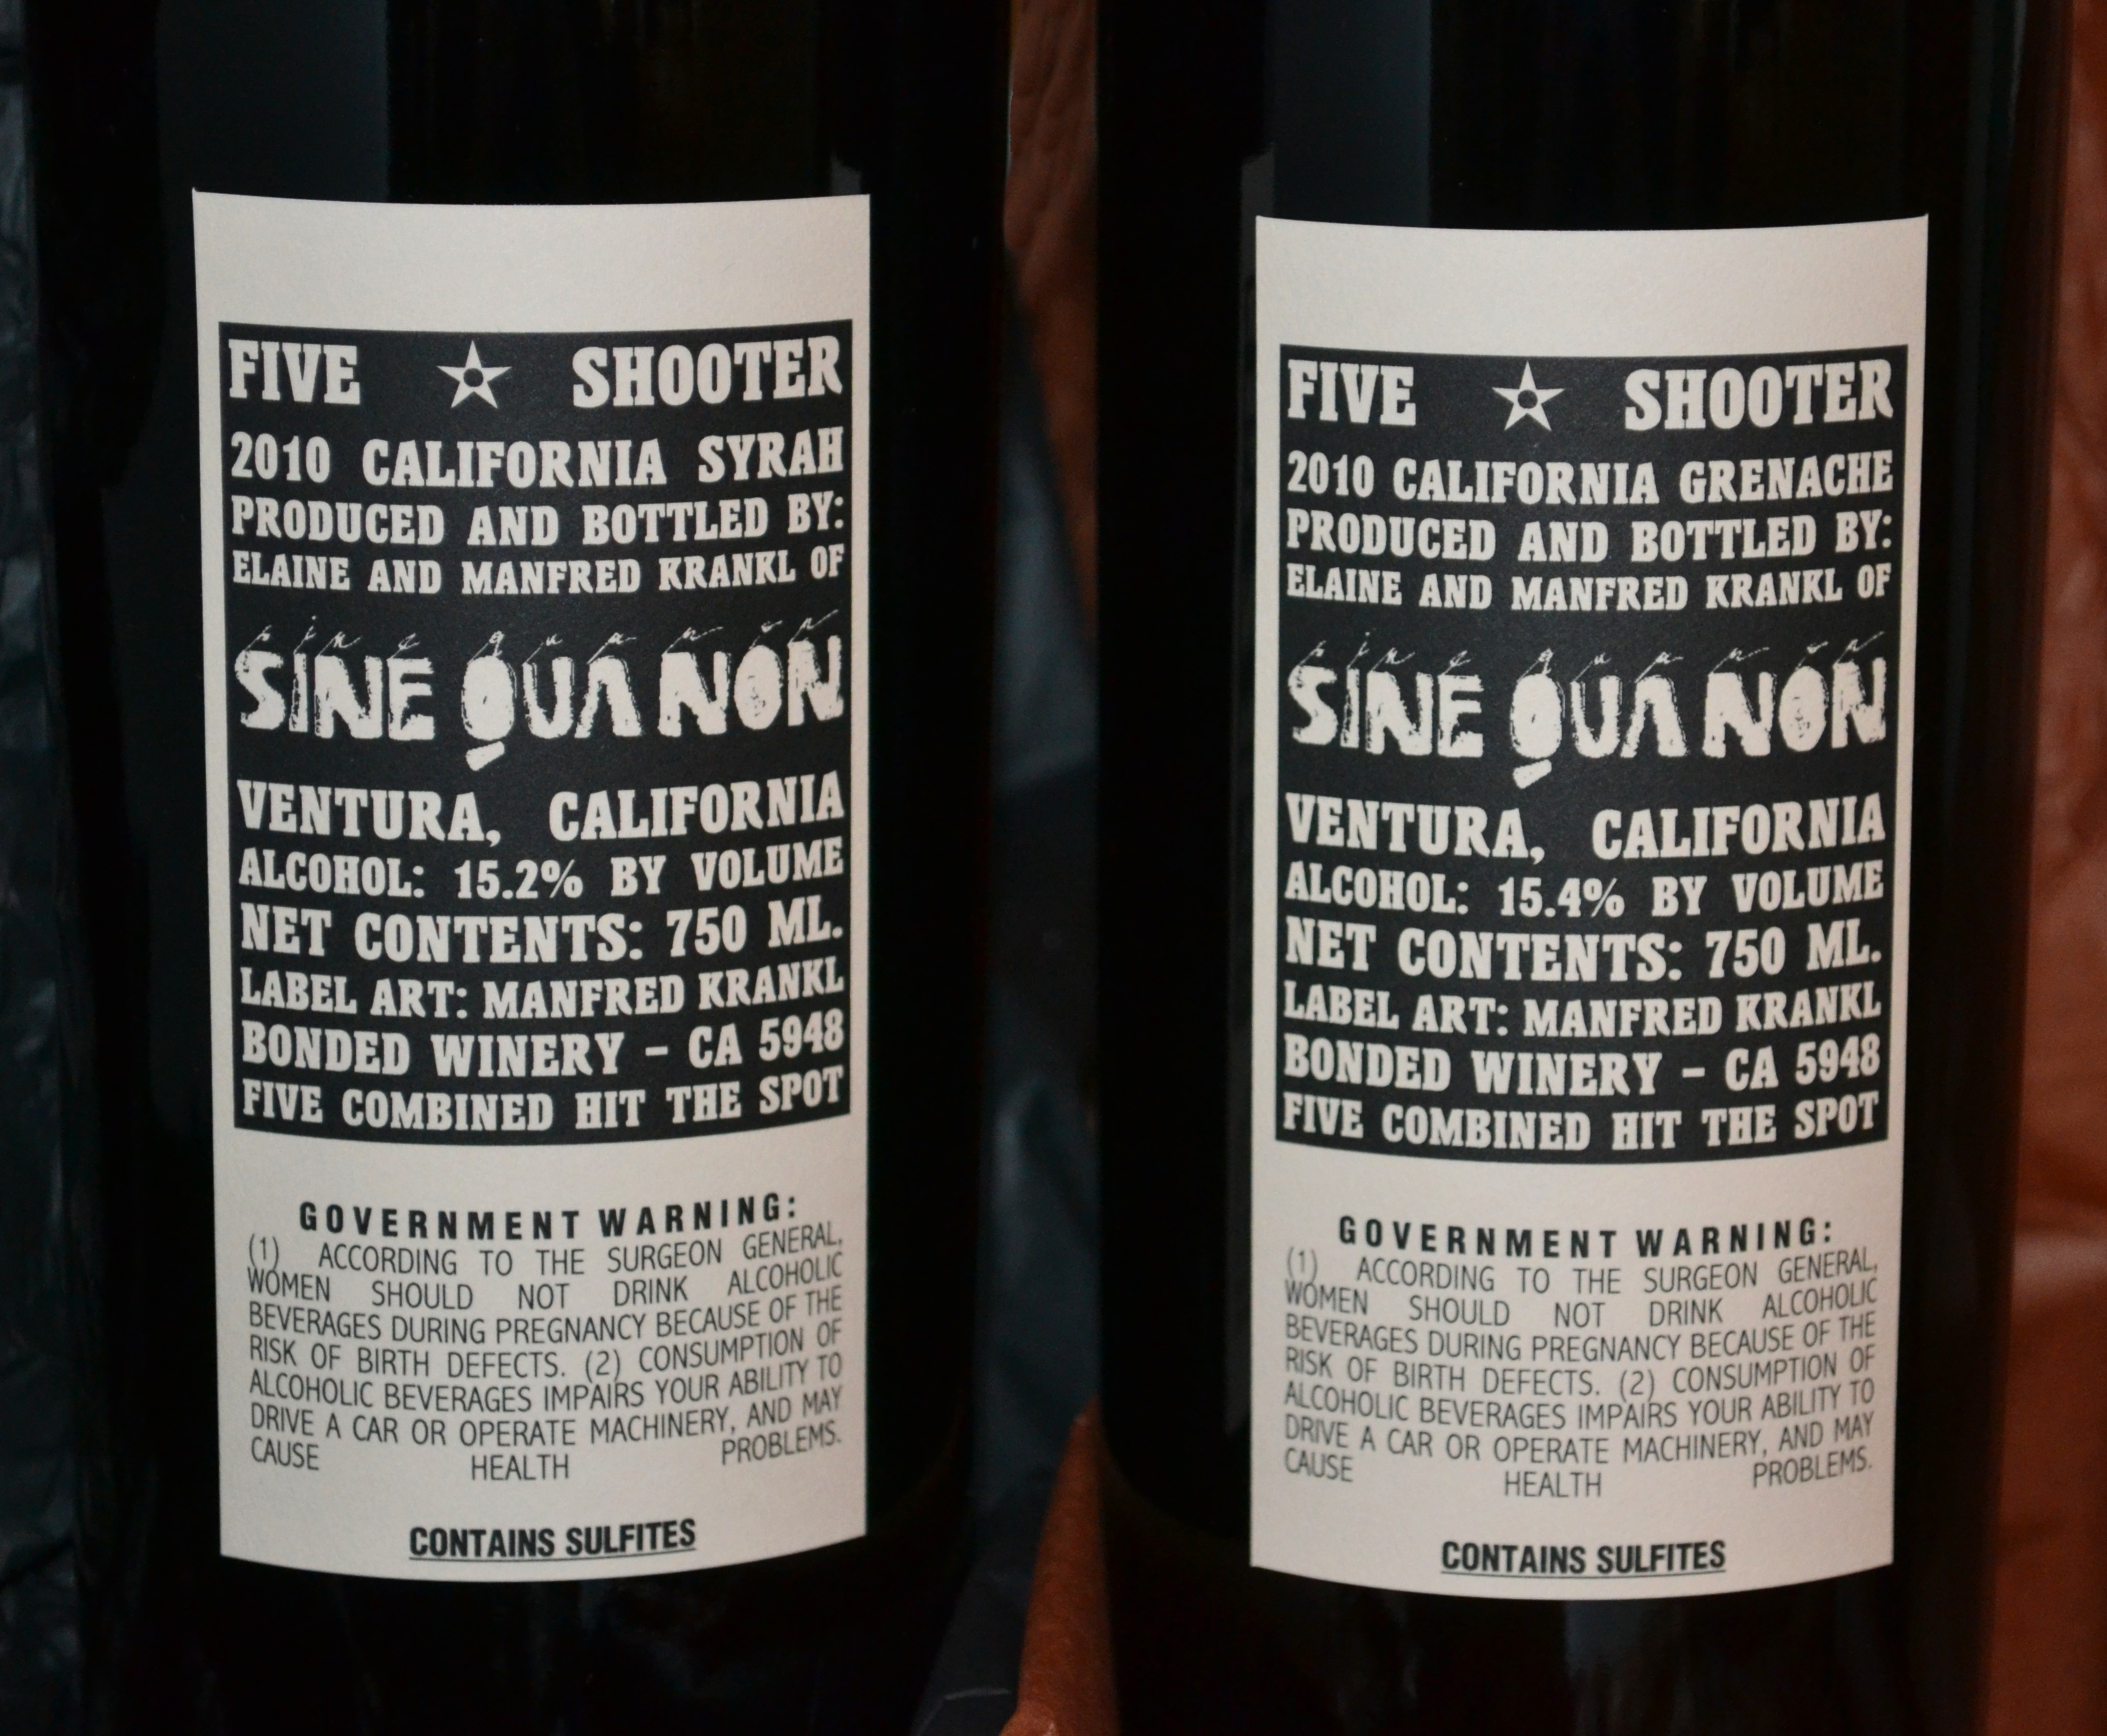 FIVE SHOOTER
2010 CALIFORNIA SYRAH
PRODUCED AND BOTTLED BY:
ELAINE AND MANFRED KRANKL OF
sine qua non
SINE QUA NON
VENTURA, CALIFORNIA
ALCOHOL: 15.2% BY VOLUME
NET CONTENTS: 750 ML.
LABEL ART: MANFRED KRANKL
BONDED WINERY - CA 5948
FIVE COMBINED HIT THE SPOT
GOVERNMENT WARNING:
(1) ACCORDING TO THE SURGEON GENERAL,
WOMEN SHOULD NOT DRINK ALCOHOLIC
BEVERAGES DURING PREGNANCY BECAUSE OF THE
RISK OF BIRTH DEFECTS. (2) CONSUMPTION OF
ALCOHOLIC BEVERAGES IMPAIRS YOUR ABILITY TO
DRIVE A CAR OR OPERATE MACHINERY, AND MAY
CAUSE HEALTH PROBLEMS.
CONTAINS SULFITES
FIVE SHOOTER
2010 CALIFORNIA GRENACHE
PRODUCED AND BOTTLED BY:
ELAINE AND MANFRED KRANKL OF
sine qua non
SINE QUA NON
VENTURA, CALIFORNIA
ALCOHOL: 15.4% BY VOLUME
NET CONTENTS: 750 ML.
LABEL ART: MANFRED KRANKL
BONDED WINERY - CA 5948
FIVE COMBINED HIT THE SPOT
GOVERNMENT WARNING:
(1) ACCORDING TO THE SURGEON GENERAL,
WOMEN SHOULD NOT DRINK ALCOHOLIC
BEVERAGES DURING PREGNANCY BECAUSE OF THE
RISK OF BIRTH DEFECTS. (2) CONSUMPTION OF
ALCOHOLIC BEVERAGES IMPAIRS YOUR ABILITY TO
DRIVE A CAR OR OPERATE MACHINERY, AND MAY
CAUSE HEALTH PROBLEMS.
CONTAINS SULFITES